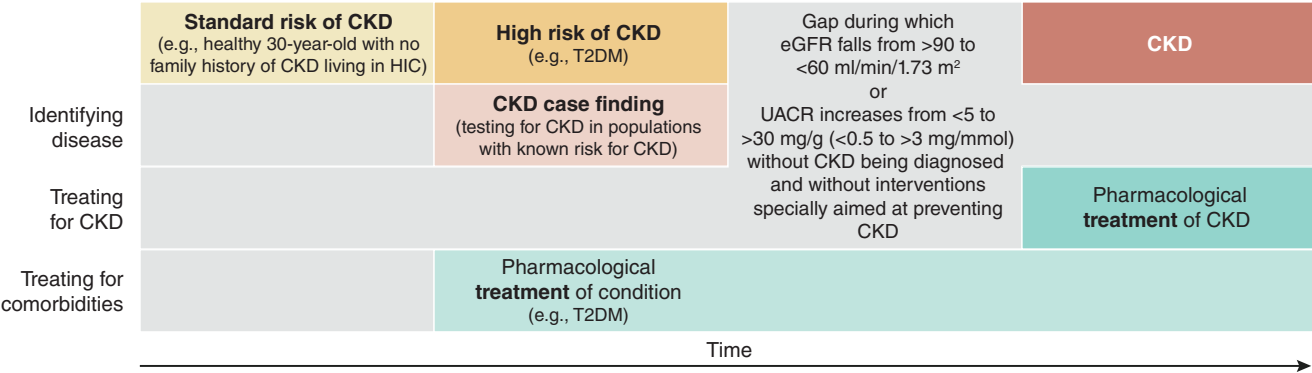 Standard risk of CKD
(e.g., healthy 30-year-old with no
family history of CKD living in HIC)
High risk of CKD
(e.g., T2DM)
Gap during which
eGFR falls from >90 to
<60 ml/min/1.73 m²
or
UACR increases from <5 to
>30 mg/g (<0.5 to >3 mg/mmol)
without CKD being diagnosed
and without interventions
specially aimed at preventing
CKD
CKD
Identifying
disease
CKD case finding
(testing for CKD in populations
with known risk for CKD)
Treating
for CKD
Pharmacological
treatment of CKD
Treating for
comorbidities
Pharmacological
treatment of condition
(e.g., T2DM)
Time